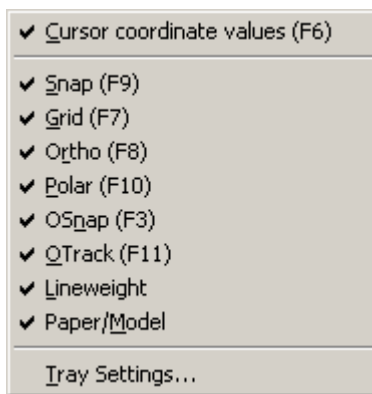 Cursor coordinate values (F6)
Snap (F9)
Grid (F7)
Ortho (F8)
Polar (F10)
OSnap (F3)
OTrack (F11)
Lineweight
Paper/Model
Tray Settings...